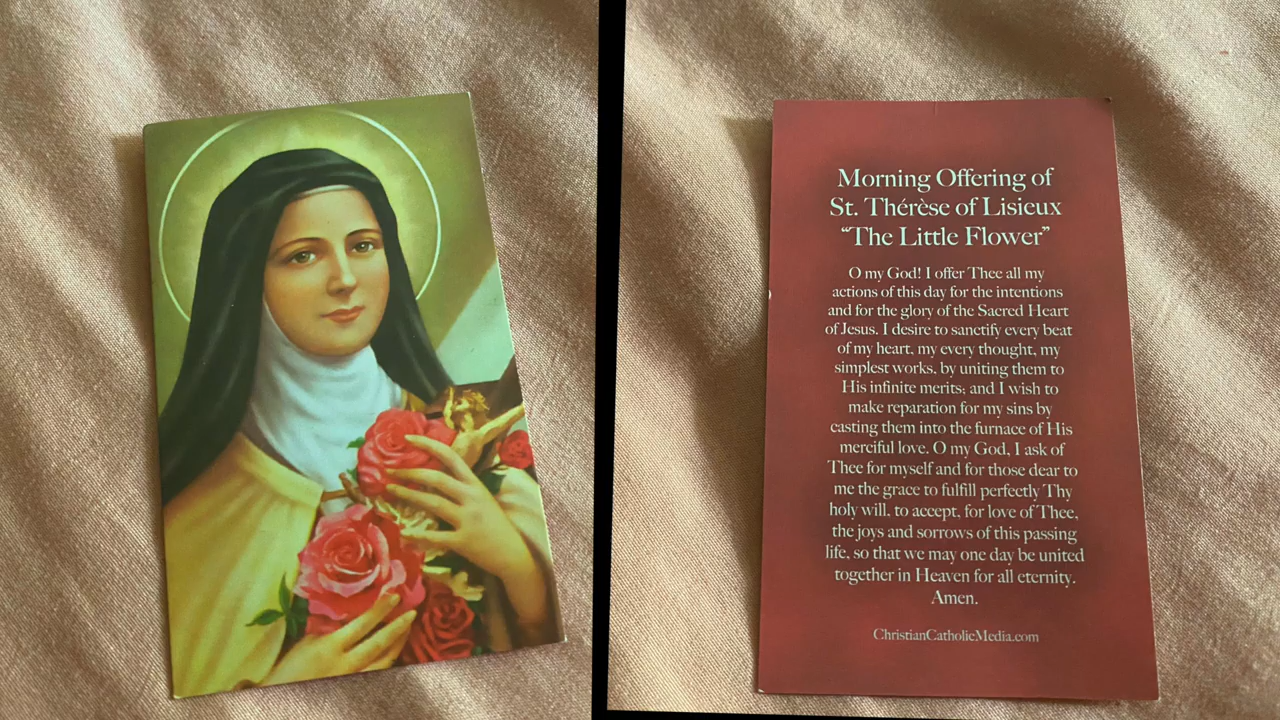 Morning Offering of
St. Thérèse of Lisieux
“The Little Flower”
O my God! I offer Thee all my
actions of this day for the intentions
and for the glory of the Sacred Heart
of Jesus. I desire to sanctify every beat
of my heart, my every thought, my
simplest works, by uniting them to
His infinite merits; and I wish to
make reparation for my sins by
casting them into the furnace of His
merciful love. O my God, I ask of
Thee for myself and for those dear to
me the grace to fulfill perfectly Thy
holy will, to accept, for love of Thee,
the joys and sorrows of this passing
life, so that we may one day be united
together in Heaven for all eternity.
Amen.
ChristianCatholicMedia.com